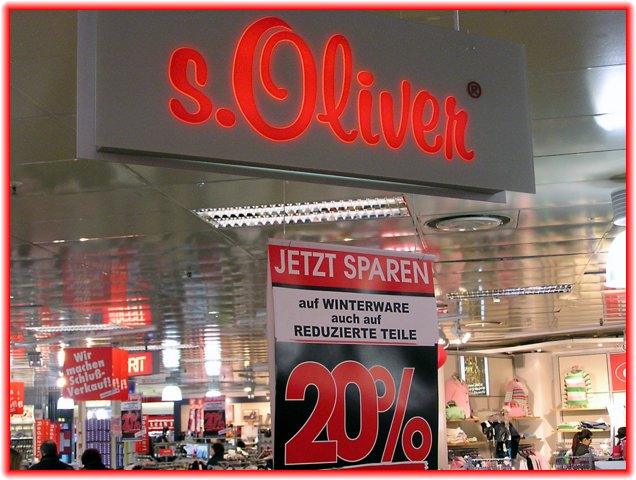 s.Oliver®
JETZT SPAREN
auf WINTERWARE
auch auf
REDUZIERTE TEILE
20%
Wir
machen
Schluß-
Verkauf!